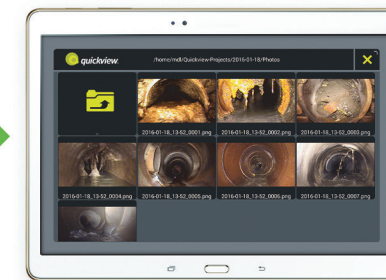 quickview.
/home/mdl/Quickview-Projects/2016-01-18/Photos
2016-01-18_13-52_0001.png
2016-01-18_13-52_0002.png
2016-01-18_13-52_0003.png
2016-01-18_13-52_0004.png
2016-01-18_13-52_0005.png
2016-01-18_13-52_0006.png
2016-01-18_13-52_0007.png